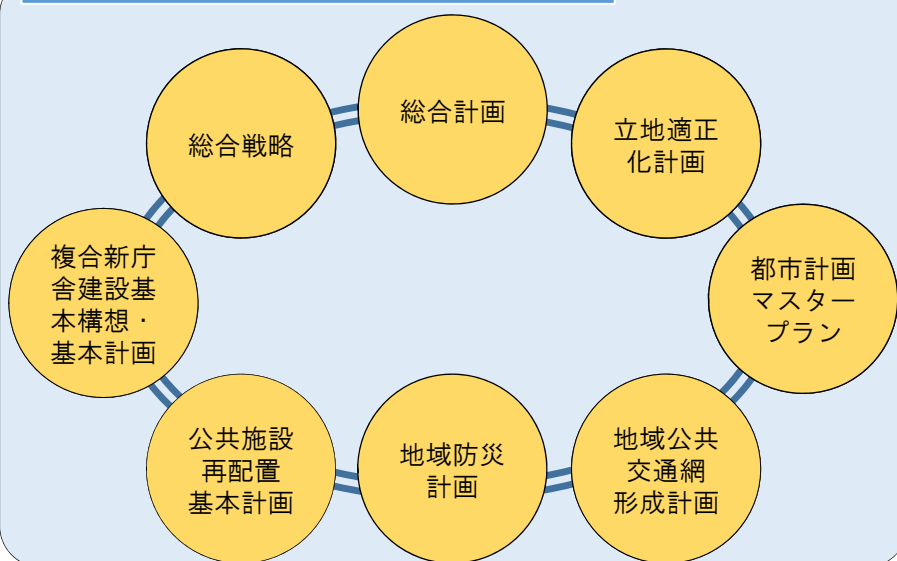 総合計画
総合戦略
立地適正
化計画
複合新庁
舎建設基
本構想・
基本計画
都市計画
マスター
プラン
公共施設
再配置
基本計画
地域防災
計画
地域公共
交通網
形成計画